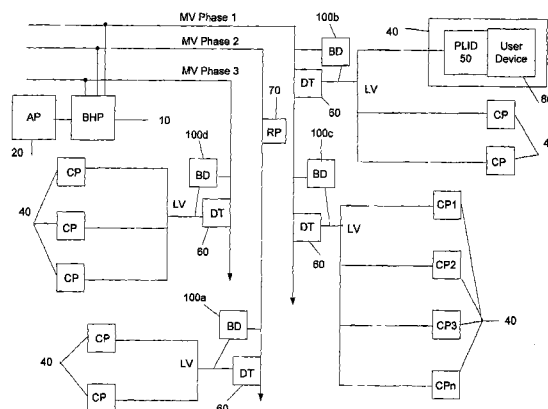 MV Phase 1
100b
40
BD
PLID
50
User
Device
MV Phase 2
MV Phase 3
70
DT
LV
AP
BHP
10
RP
60
CP
20
100d
100c
CP
CP
BD
BD
40
CP
LV
DT
DT
LV
CP1
60
60
CP
CP2
CP
100a
CP3
40
CP
BD
40
LV
CP
DT
CPn
60